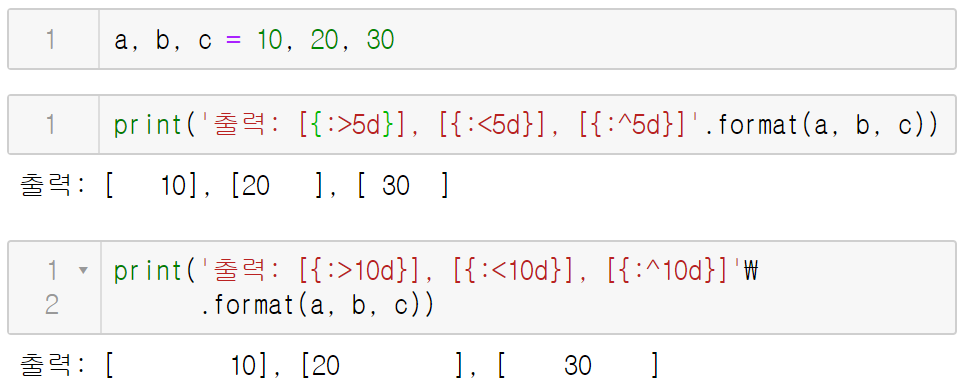 1 a, b, c = 10, 20, 30
1 print('출력: [{:>5d}], [{:<5d}], [{:^5d}]'.format(a, b, c))
출력: [   10], [20   ], [ 30  ]
1 print('출력: [{:>10d}], [{:<10d}], [{:^10d}]'₩
2       .format(a, b, c))
출력: [        10], [20        ], [    30    ]